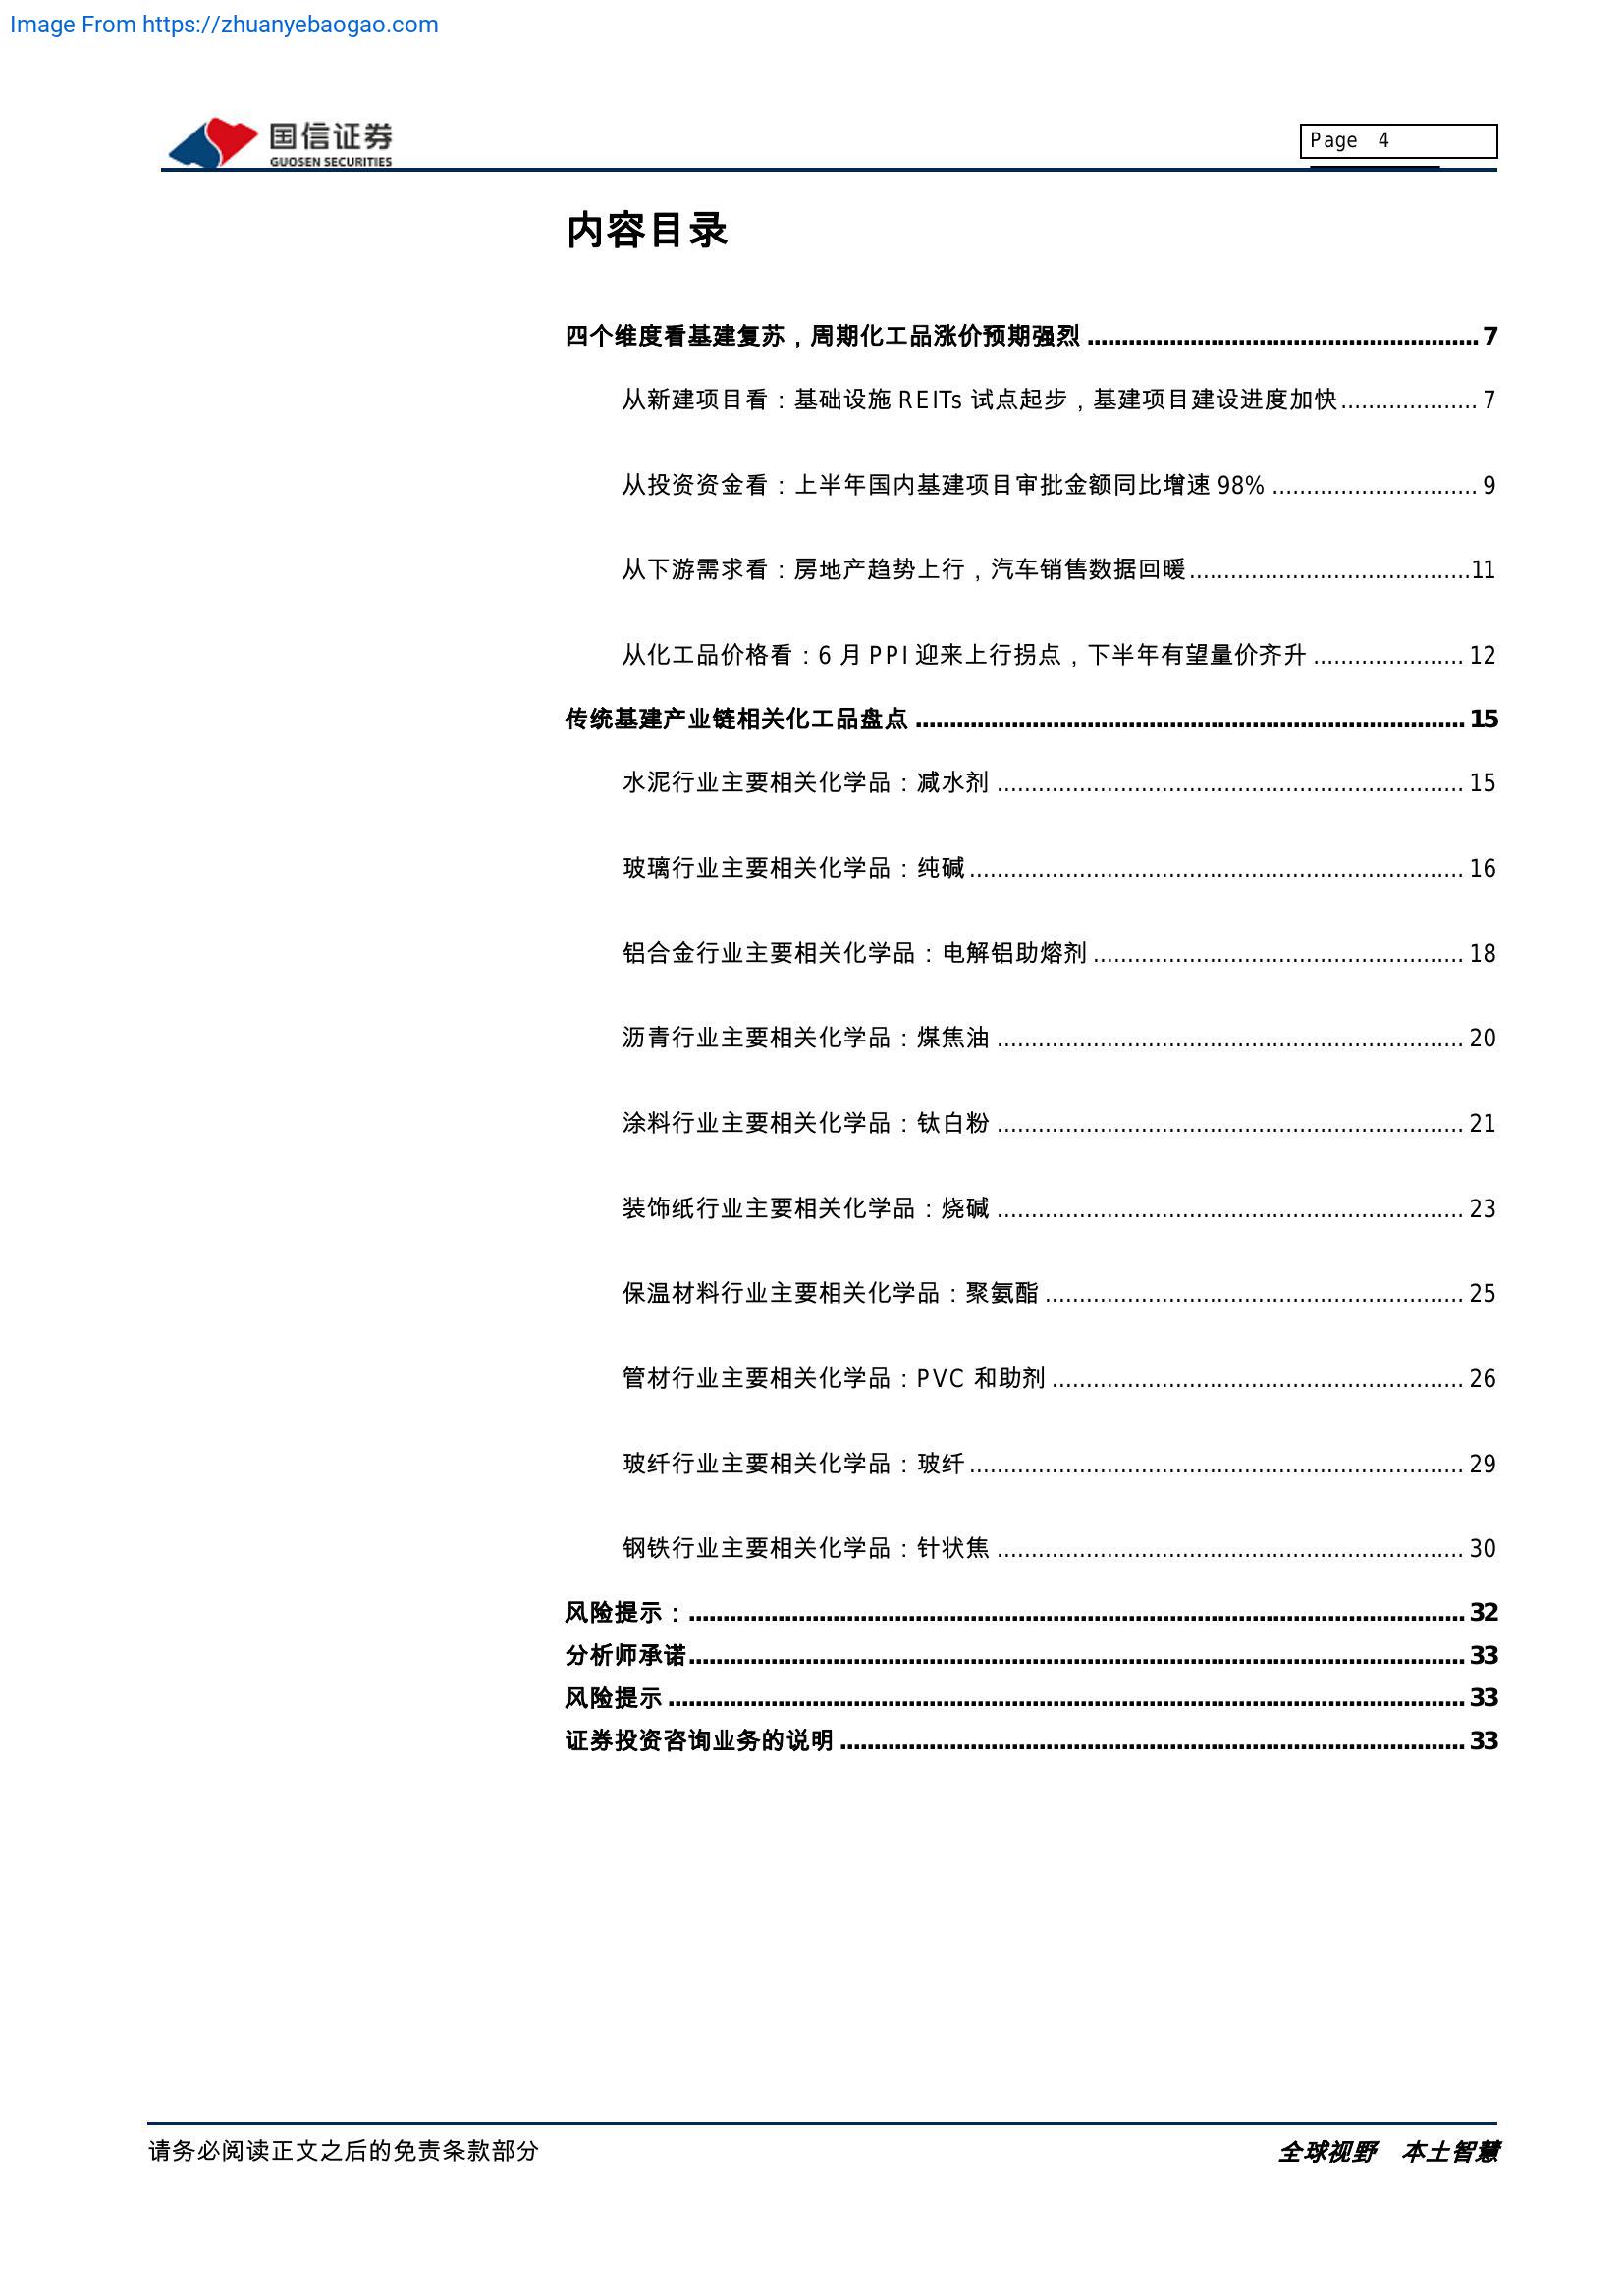 Image From https://zhuanyebaogao.com
国信证券
GUOSEN SECURITIES
Page 4
内容目录
四个维度看基建复苏，周期化工品涨价预期强烈 ........................................................ 7
从新建项目看：基础设施 REITs 试点起步，基建项目建设进度加快.................... 7
从投资资金看：上半年国内基建项目审批金额同比增速 98% .............................. 9
从下游需求看：房地产趋势上行，汽车销售数据回暖.........................................11
从化工品价格看：6 月 PPI 迎来上行拐点，下半年有望量价齐升 ...................... 12
传统基建产业链相关化工品盘点 ............................................................................... 15
水泥行业主要相关化学品：减水剂 .................................................................... 15
玻璃行业主要相关化学品：纯碱........................................................................ 16
铝合金行业主要相关化学品：电解铝助熔剂 ...................................................... 18
沥青行业主要相关化学品：煤焦油 .................................................................... 20
涂料行业主要相关化学品：钛白粉 .................................................................... 21
装饰纸行业主要相关化学品：烧碱 .................................................................... 23
保温材料行业主要相关化学品：聚氨酯 ............................................................. 25
管材行业主要相关化学品：PVC 和助剂 ............................................................ 26
玻纤行业主要相关化学品：玻纤........................................................................ 29
钢铁行业主要相关化学品：针状焦 .................................................................... 30
风险提示：................................................................................................................ 32
分析师承诺................................................................................................................ 33
风险提示 ................................................................................................................... 33
证券投资咨询业务的说明 .......................................................................................... 33
请务必阅读正文之后的免责条款部分
全球视野 本土智慧